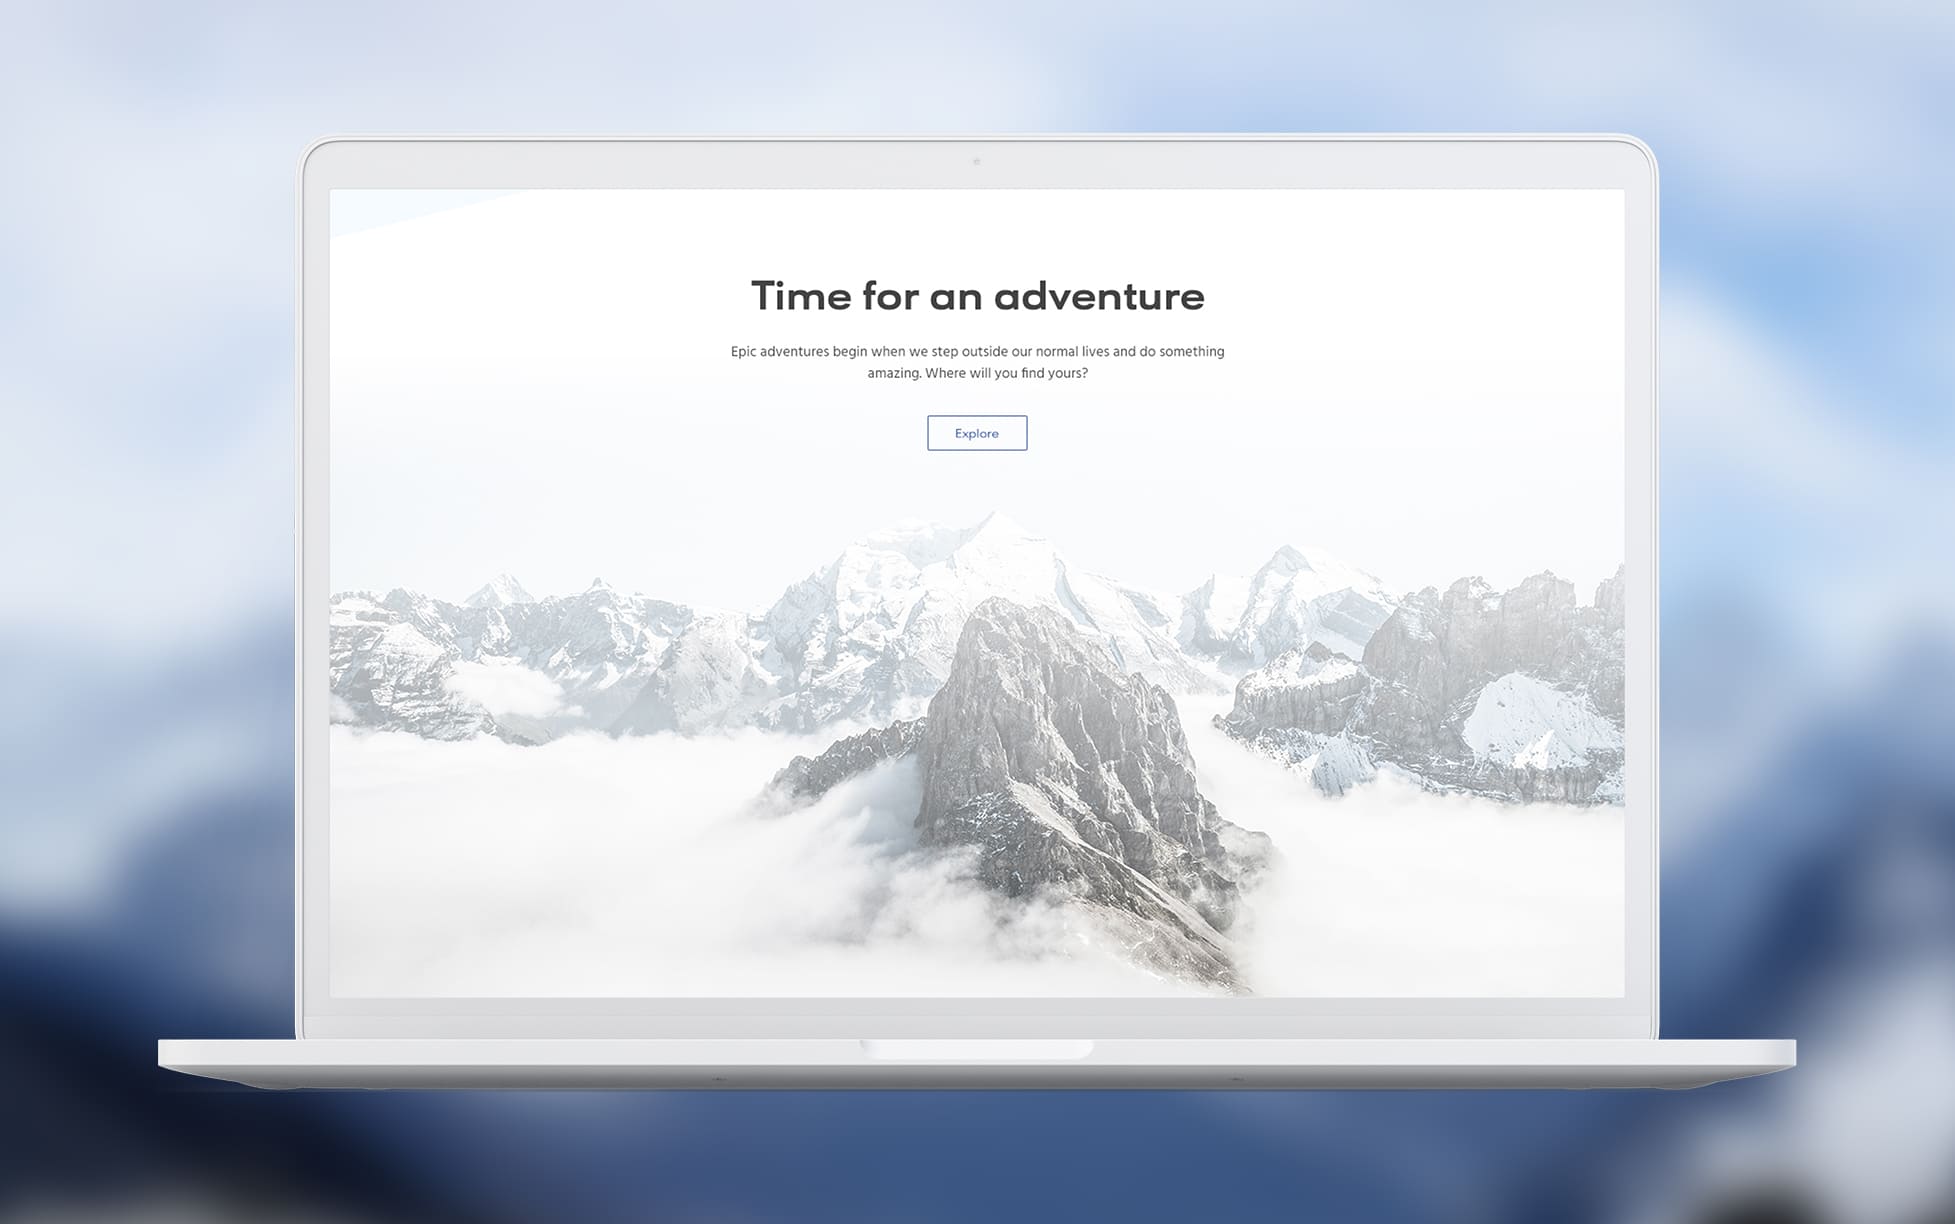 Time for an adventure
Epic adventures begin when we step outside our normal lives and do something
amazing. Where will you find yours?
Explore